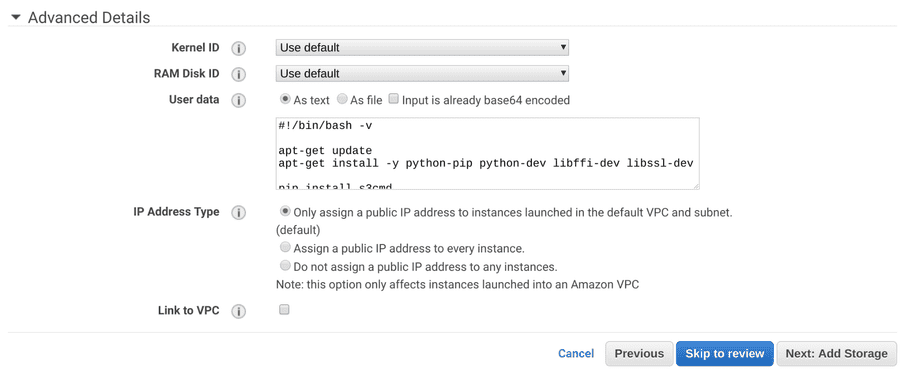 Advanced Details
Kernel ID
Use default
RAM Disk ID
Use default
User data
As text As file Input is already base64 encoded
#!/bin/bash -v
apt-get update
apt-get install -y python-pip python-dev libffi-dev libssl-dev
pip install s3cmd
IP Address Type
Only assign a public IP address to instances launched in the default VPC and subnet.
(default)
Assign a public IP address to every instance.
Do not assign a public IP address to any instances.
Note: this option only affects instances launched into an Amazon VPC
Link to VPC
Cancel Previous Skip to review Next: Add Storage